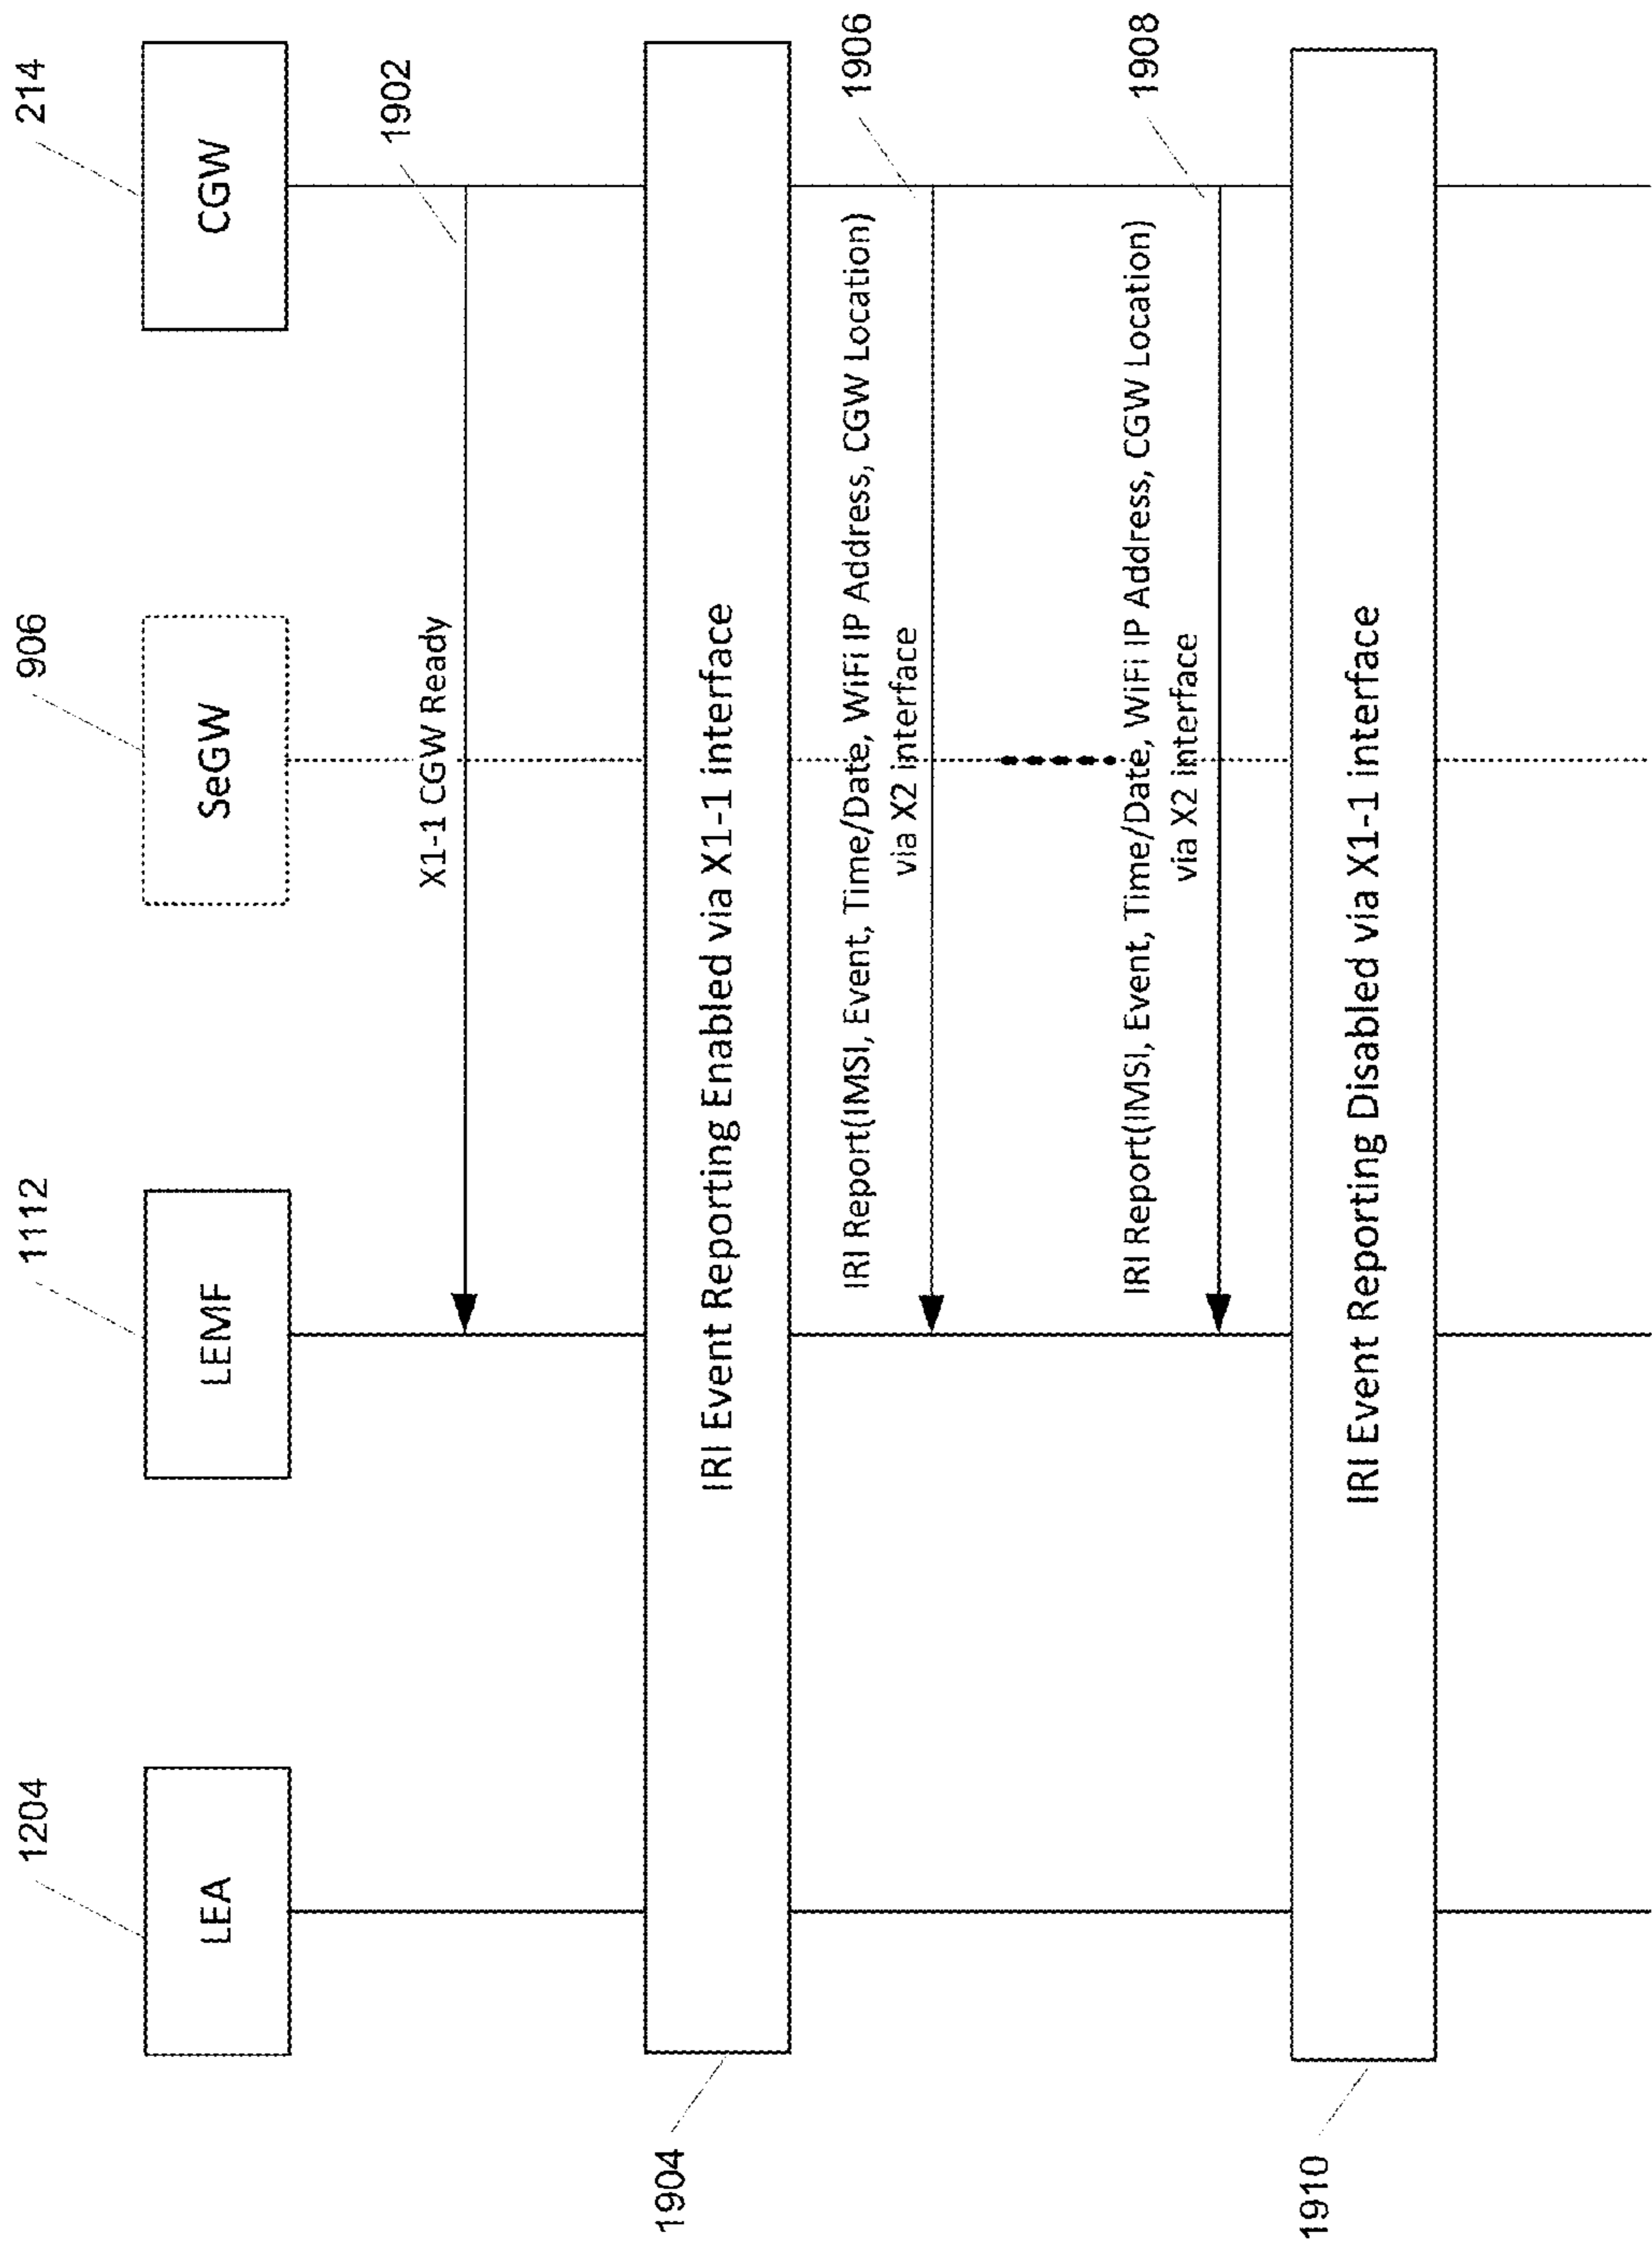 1204
1112
906
214
LEA
LEMF
SeGW
CGW
1902
X1-1 CGW Ready
1904
IRI Event Reporting Enabled via X1-1 interface
1906
IRI Report(IMSI, Event, Time/Date, WiFi IP Address, CGW Location)
via X2 interface
1908
IRI Report(IMSI, Event, Time/Date, WiFi IP Address, CGW Location)
via X2 interface
1910
IRI Event Reporting Disabled via X1-1 interface